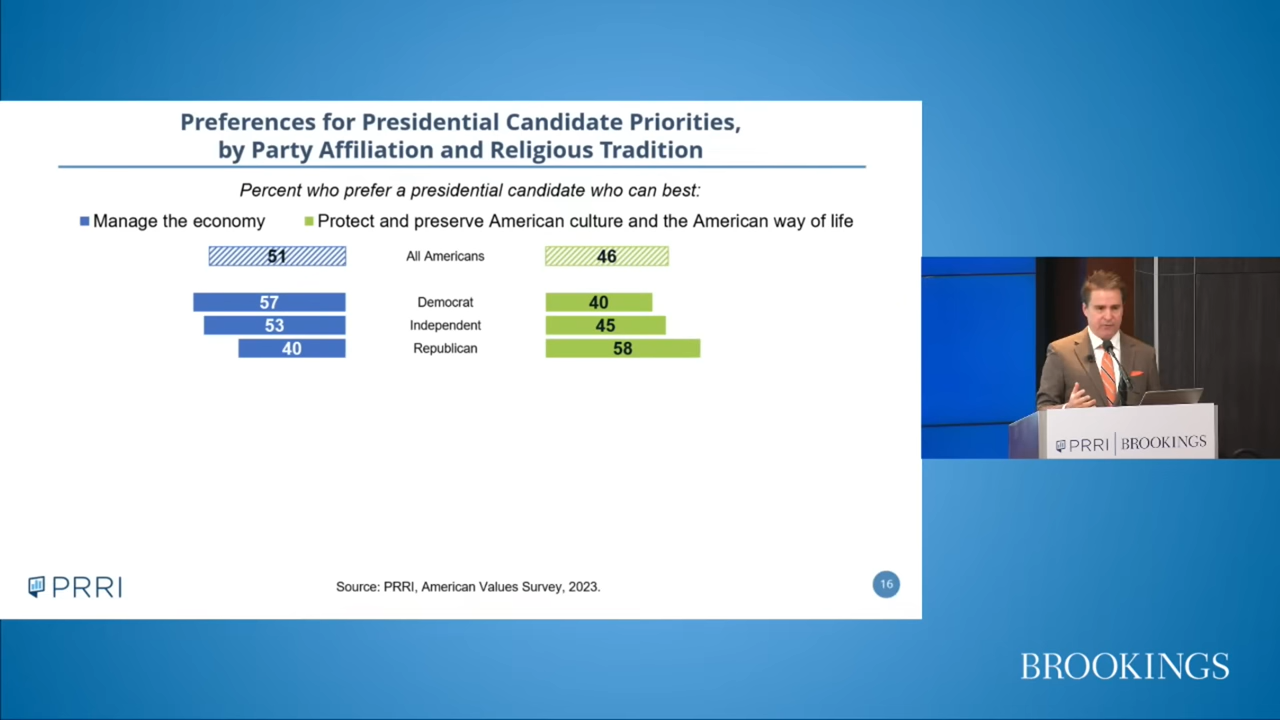 Preferences for Presidential Candidate Priorities,
by Party Affiliation and Religious Tradition
Percent who prefer a presidential candidate who can best:
Manage the economy
Protect and preserve American culture and the American way of life
51 All Americans 46
57 Democrat 40
53 Independent 45
40 Republican 58
PRRI
Source: PRRI, American Values Survey, 2023.
16
PRRI | BROOKINGS
BROOKINGS